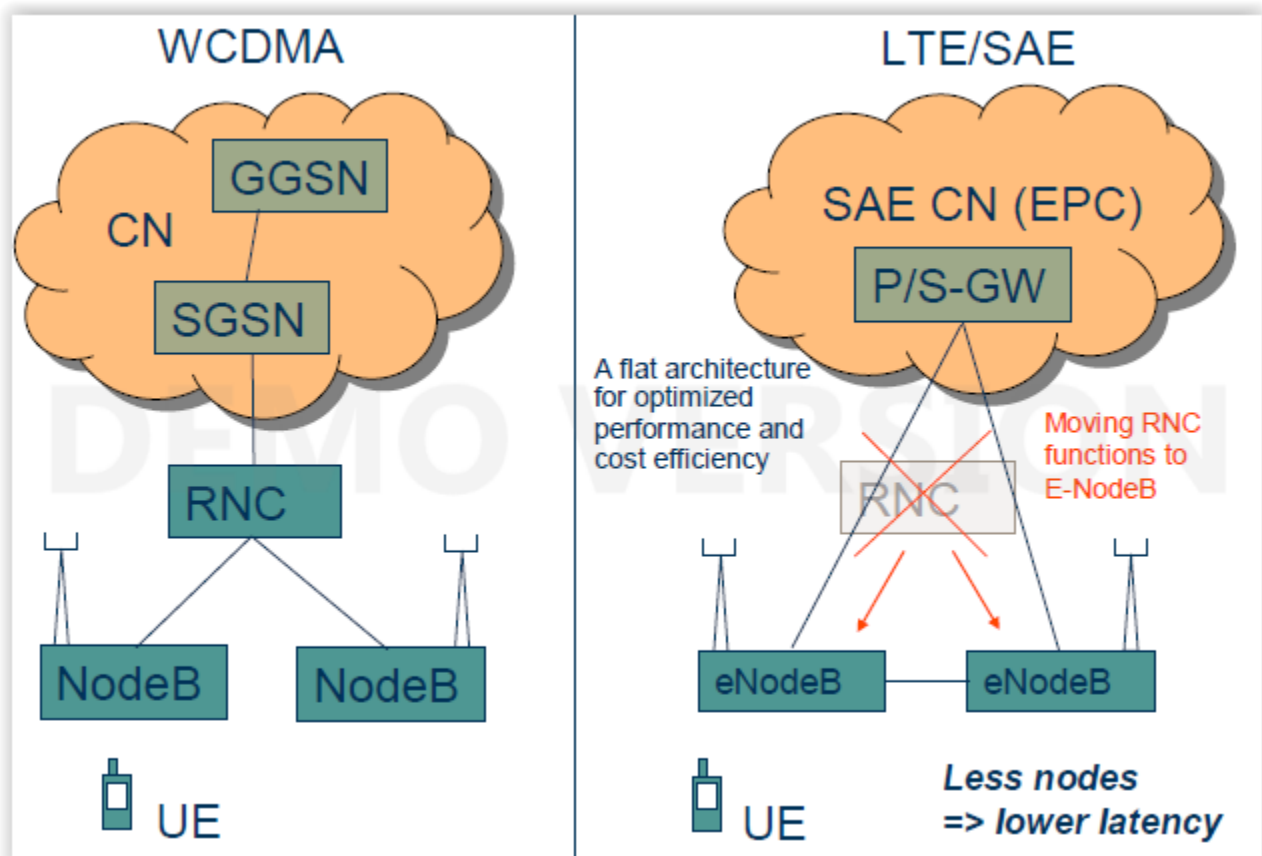 WCDMA
GGSN
CN
SGSN
RNC
NodeB
NodeB
UE
LTE/SAE
SAE CN (EPC)
P/S-GW
A flat architecture
for optimized
performance and
cost efficiency
Moving RNC
functions to
E-NodeB
RNC
eNodeB
eNodeB
UE
Less nodes
=> lower latency
DEMO VERSION